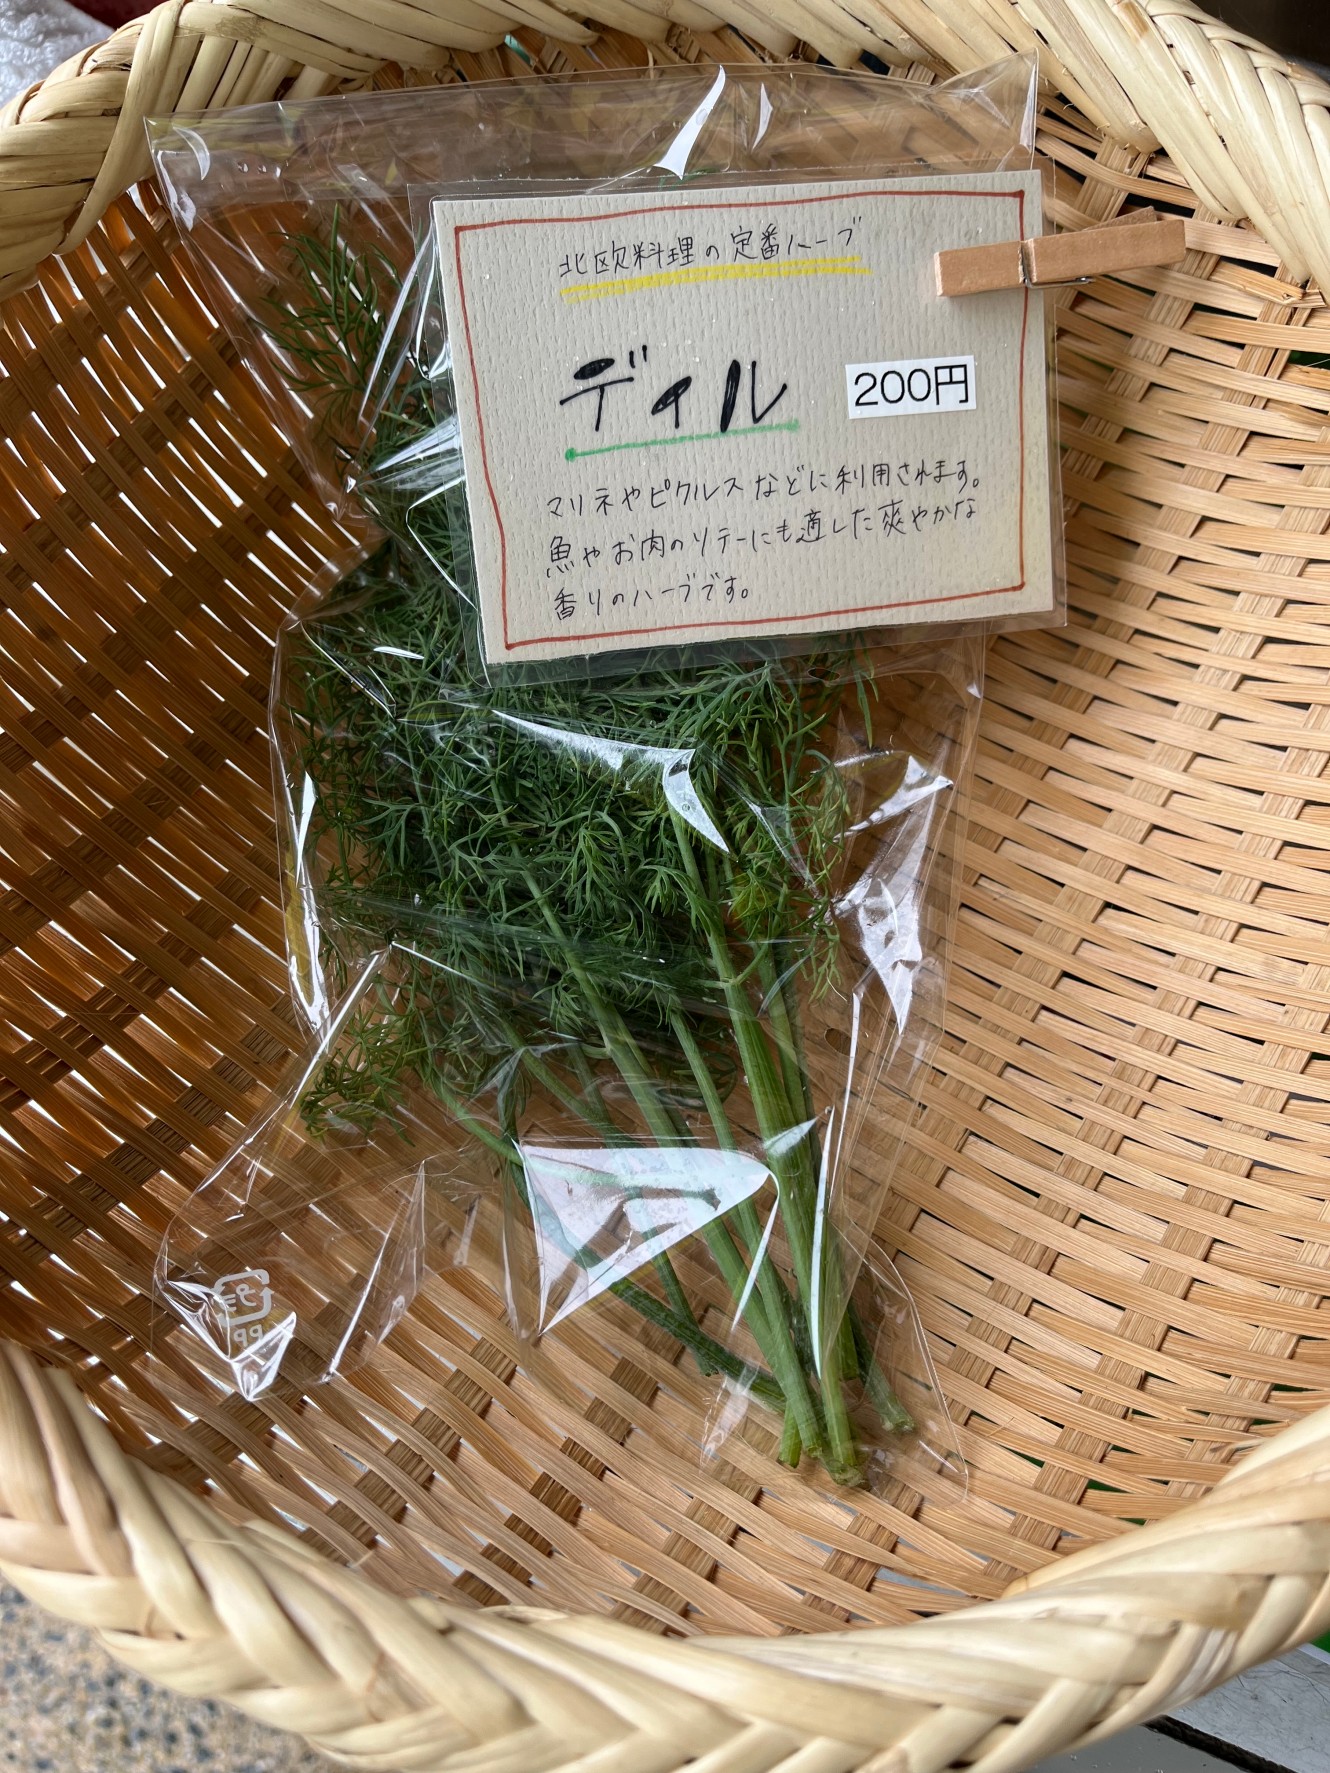 北欧料理の定番ハーブ
ディル
200円
マリネやピクルスなどに利用されます。
魚やお肉のソテーにも適した爽やかな
香りのハーブです。
プラ
PP